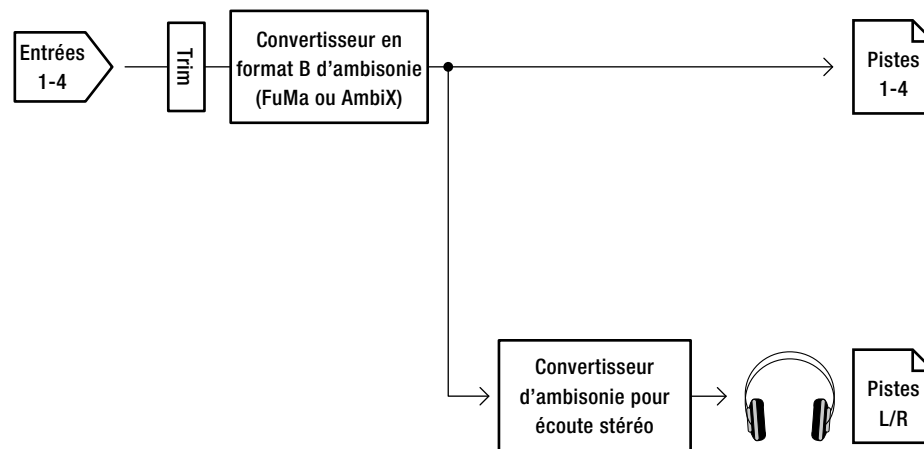 Entrées
1-4
Trim
Convertisseur en
format B d'ambisonie
(FuMa ou AmbiX)
Pistes
1-4
Convertisseur
d'ambisonie pour
écoute stéréo
Pistes
L/R